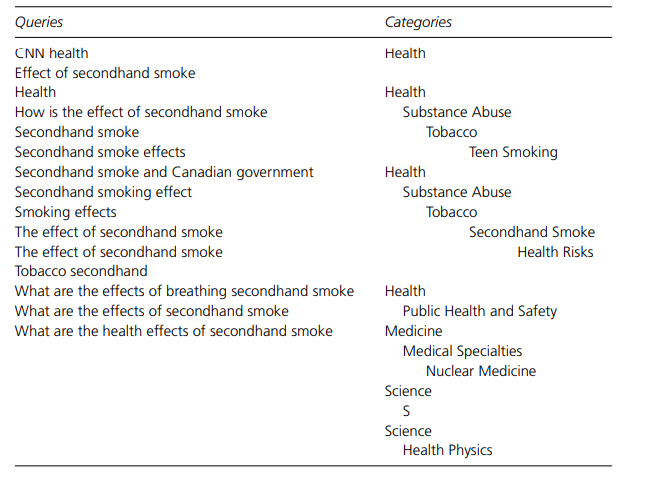 Queries Categories
CNN health Health
Effect of secondhand smoke
Health Health
How is the effect of secondhand smoke Substance Abuse
Secondhand smoke Tobacco
Secondhand smoke effects Teen Smoking
Secondhand smoke and Canadian government Health
Secondhand smoking effect Substance Abuse
Smoking effects Tobacco
The effect of secondhand smoke Secondhand Smoke
The effect of secondhand smoke Health Risks
Tobacco secondhand
What are the effects of breathing secondhand smoke Health
What are the effects of secondhand smoke Public Health and Safety
What are the health effects of secondhand smoke Medicine
Medical Specialties
Nuclear Medicine
Science
S
Science
Health Physics